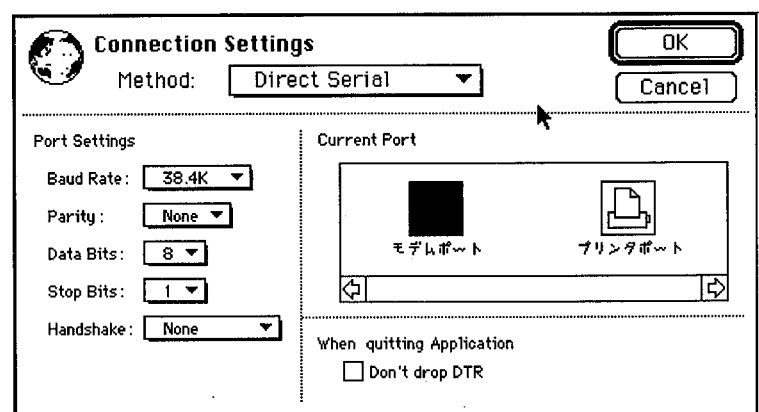 Connection Settings
OK
Method: Direct Serial
Cancel
Port Settings
Baud Rate: 38.4K
Parity: None
Data Bits: 8
Stop Bits: 1
Handshake: None
Current Port
モデムポート
プリンタポート
When quitting Application
Don't drop DTR